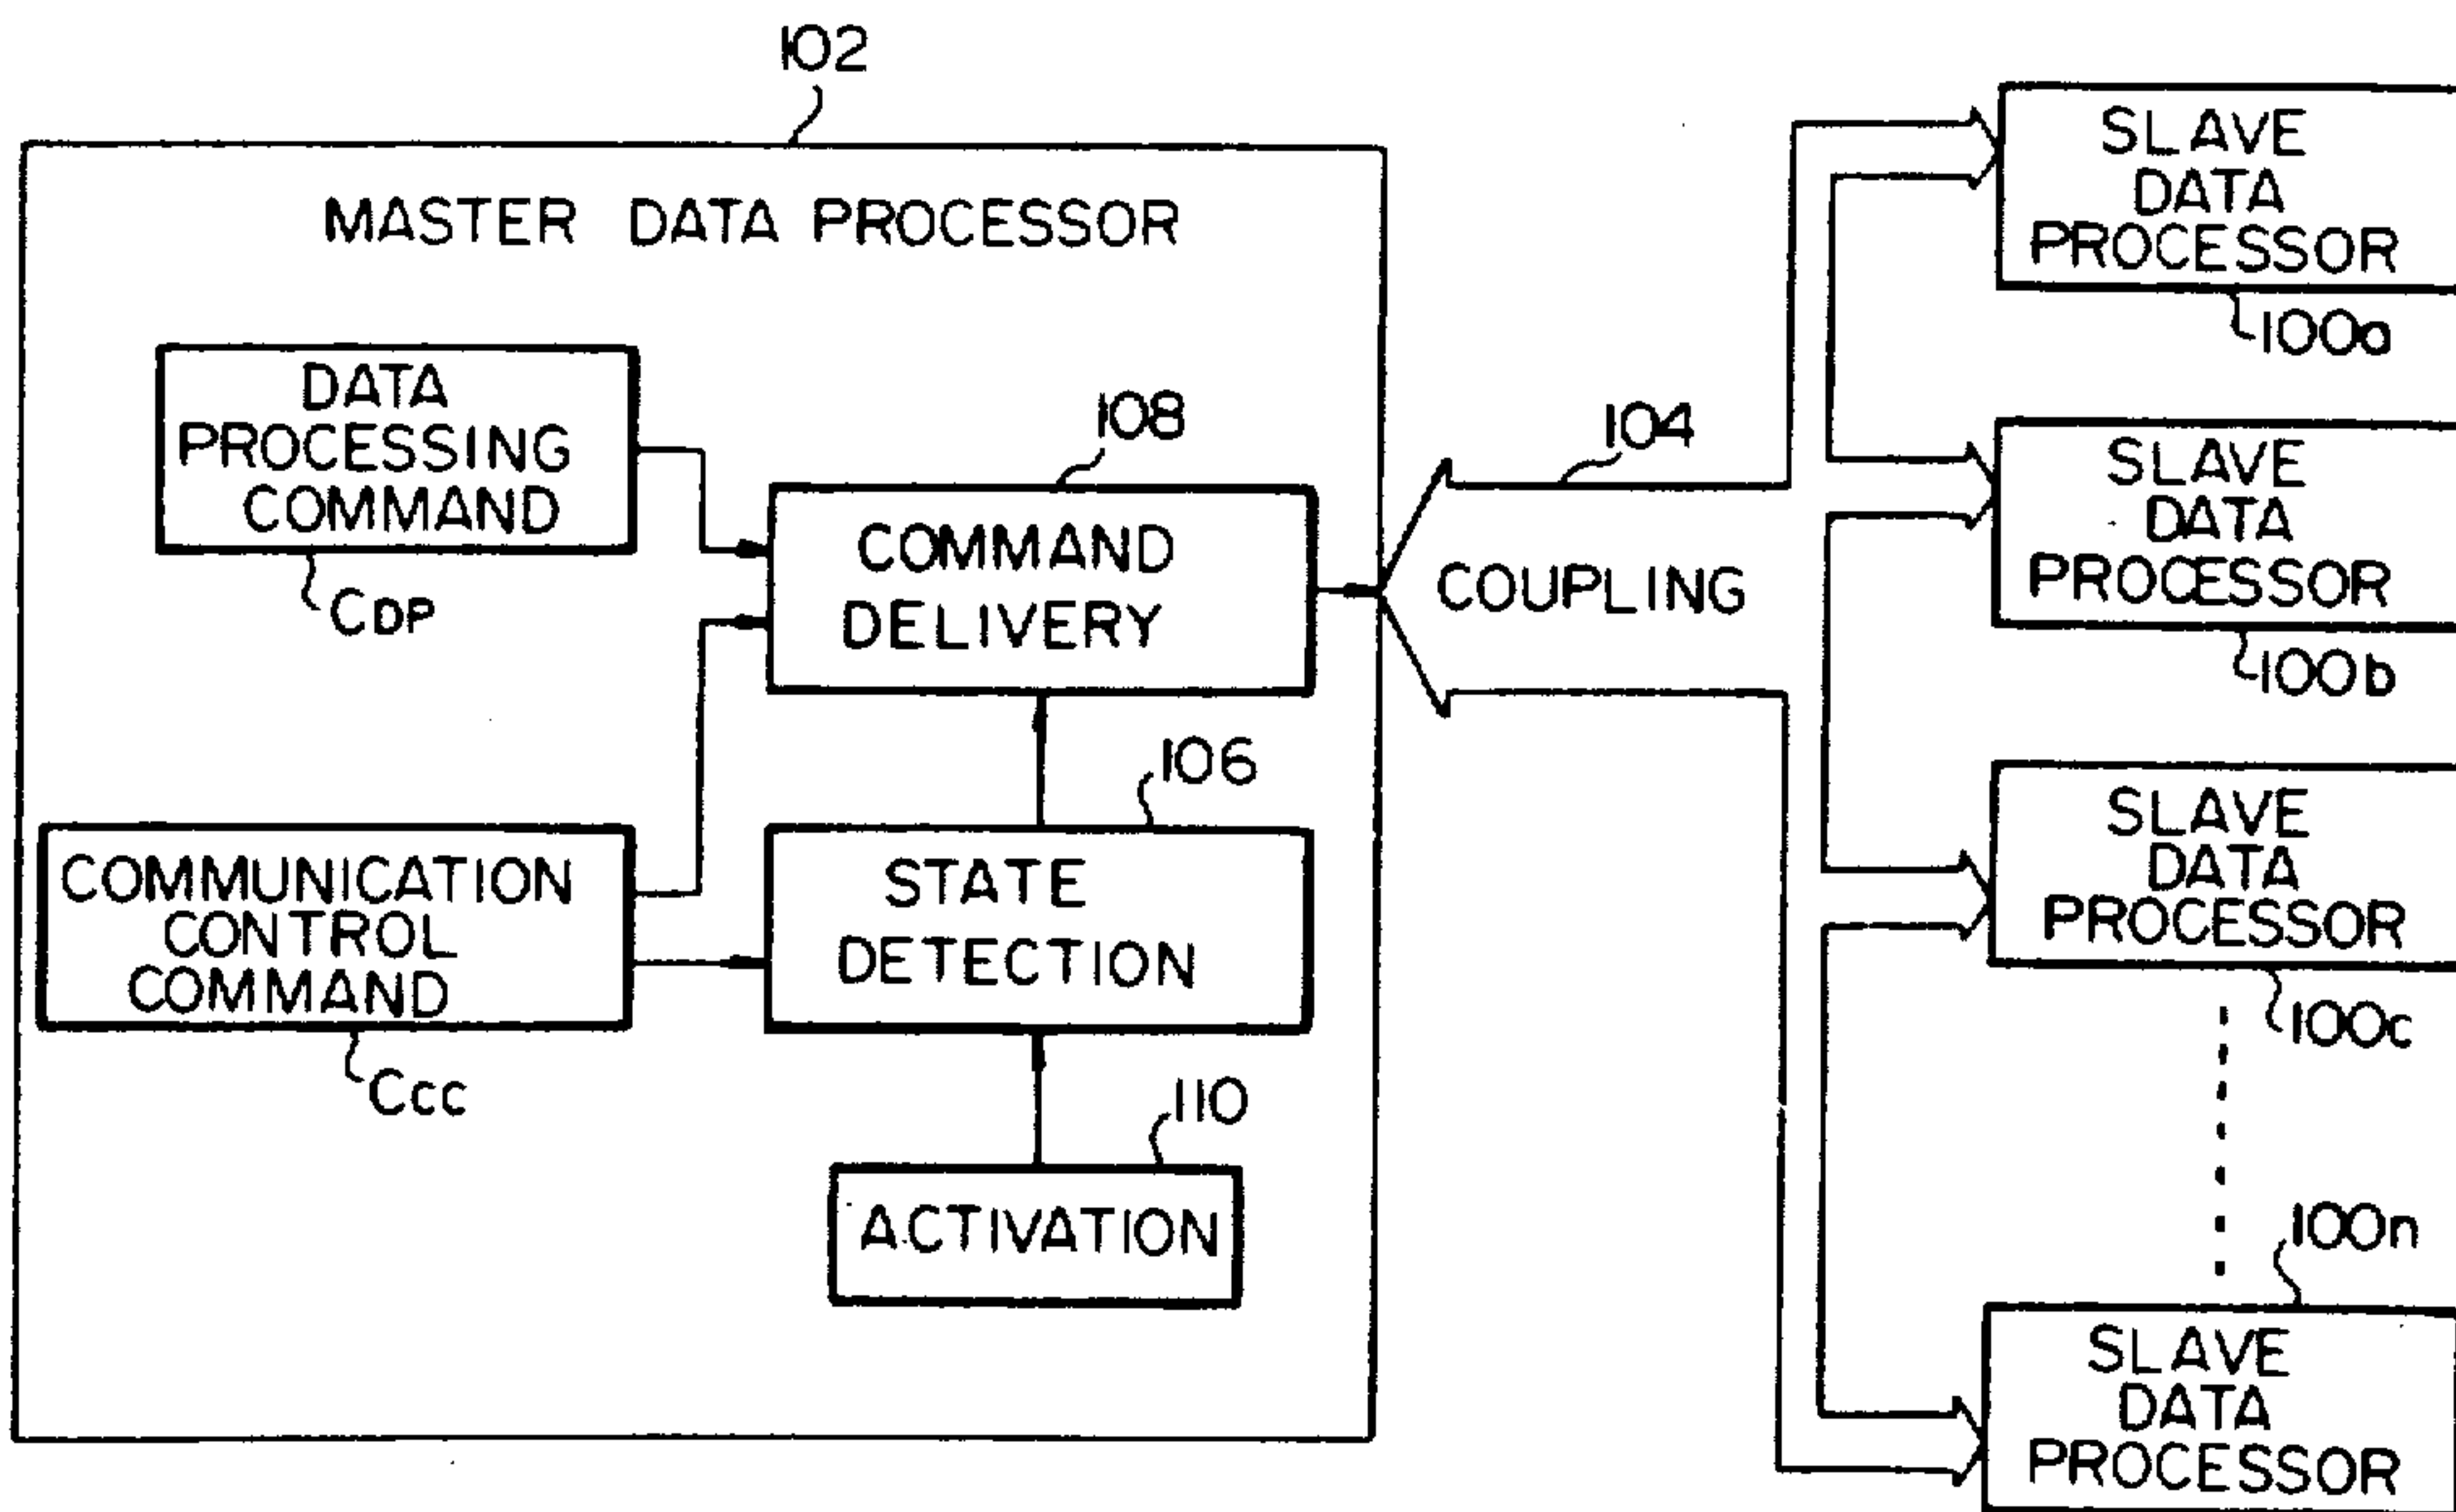 102
MASTER DATA PROCESSOR
DATA
PROCESSING
COMMAND
CDP
108
COMMAND
DELIVERY
COMMUNICATION
CONTROL
COMMAND
Ccc
106
STATE
DETECTION
110
ACTIVATION
104
COUPLING
SLAVE
DATA
PROCESSOR
100a
SLAVE
DATA
PROCESSOR
100b
SLAVE
DATA
PROCESSOR
100c
100n
SLAVE
DATA
PROCESSOR